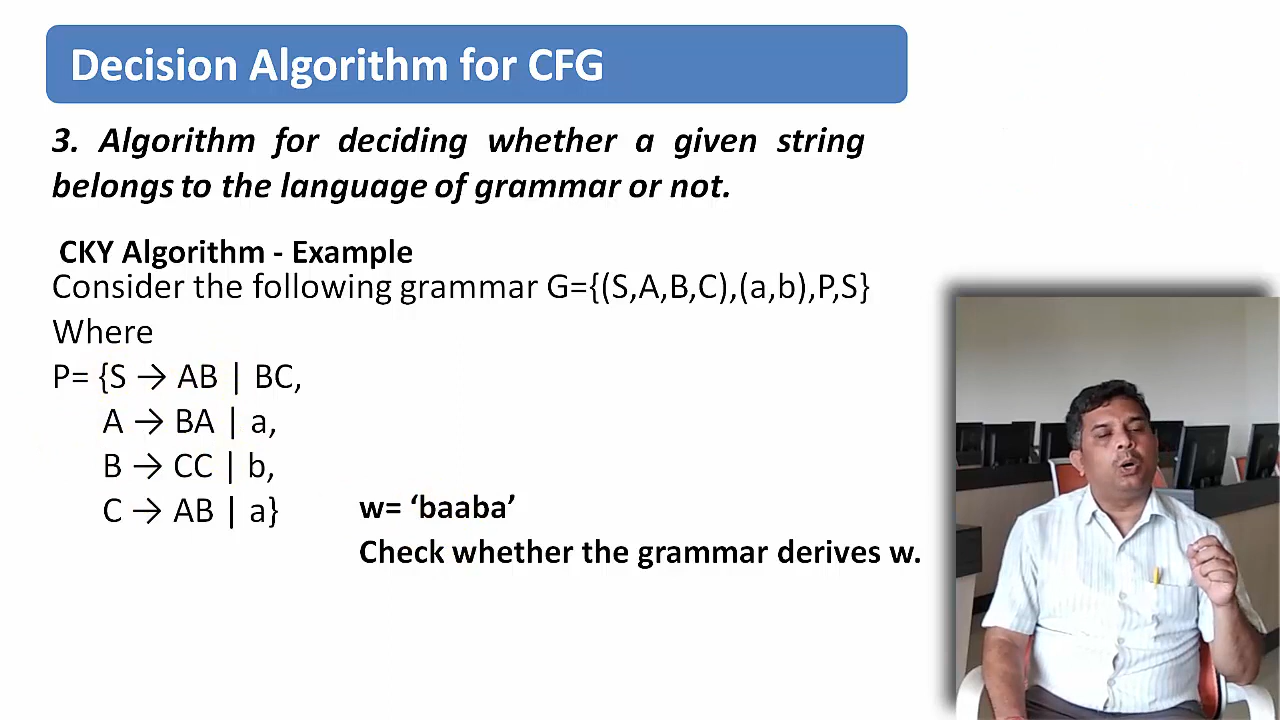 Decision Algorithm for CFG
3. Algorithm for deciding whether a given string
belongs to the language of grammar or not.
CKY Algorithm - Example
Consider the following grammar G={(S,A,B,C),(a,b),P,S}
Where
P= {S → AB | BC,
A → BA | a,
B → CC | b,
C → AB | a}
w= ‘baaba’
Check whether the grammar derives w.